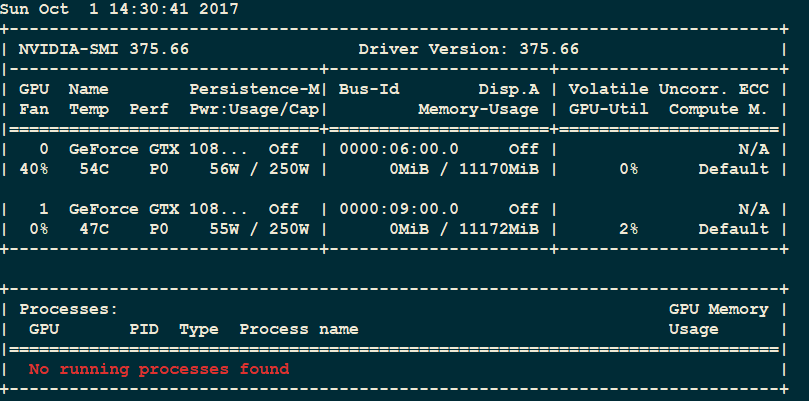 Sun Oct  1 14:30:41 2017
+-----------------------------------------------------------------------------+
| NVIDIA-SMI 375.66                 Driver Version: 375.66                    |
|-------------------------------+----------------------+----------------------+
| GPU  Name        Persistence-M| Bus-Id        Disp.A | Volatile Uncorr. ECC |
| Fan  Temp  Perf  Pwr:Usage/Cap|         Memory-Usage | GPU-Util  Compute M. |
|===============================+======================+======================|
|   0  GeForce GTX 108...  Off  | 0000:06:00.0     Off |                  N/A |
| 40%   54C    P0    56W / 250W |      0MiB / 11170MiB |      0%      Default |
|   1  GeForce GTX 108...  Off  | 0000:09:00.0     Off |                  N/A |
|  0%   47C    P0    55W / 250W |      0MiB / 11172MiB |      2%      Default |
+-------------------------------+----------------------+----------------------+
+-----------------------------------------------------------------------------+
| Processes:                                                       GPU Memory |
|  GPU       PID  Type  Process name                               Usage      |
|=============================================================================|
|  No running processes found                                                 |
+-----------------------------------------------------------------------------+